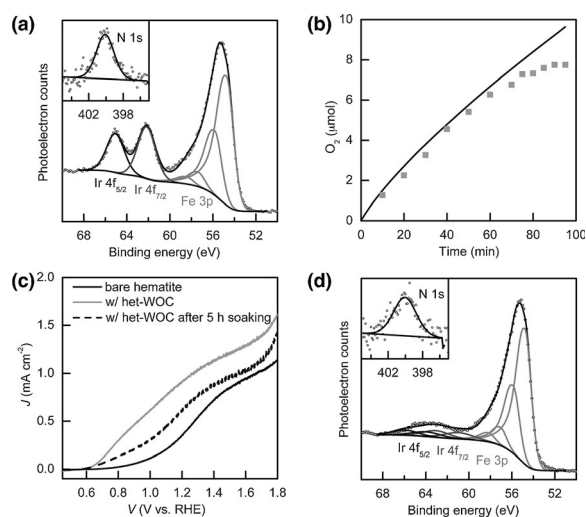 (a)
N 1s
402 398
Photoelectron counts
Ir 4f5/2
Ir 4f7/2
Fe 3p
68 64 60 56 52
Binding energy (eV)
(b)
10
8
6
4
2
0
O2
(μmol)
0 20 40 60 80 100
Time (min)
(c)
2.0
1.5
1.0
0.5
0.0
J (mA cm-2)
bare hematite
w/ het-WOC
w/ het-WOC after 5 h soaking
0.6 0.8 1.0 1.2 1.4 1.6 1.8
V (V vs. RHE)
(d)
N 1s
402 398
Photoelectron counts
Ir 4f5/2
Ir 4f7/2
Fe 3p
68 64 60 56 52
Binding energy (eV)